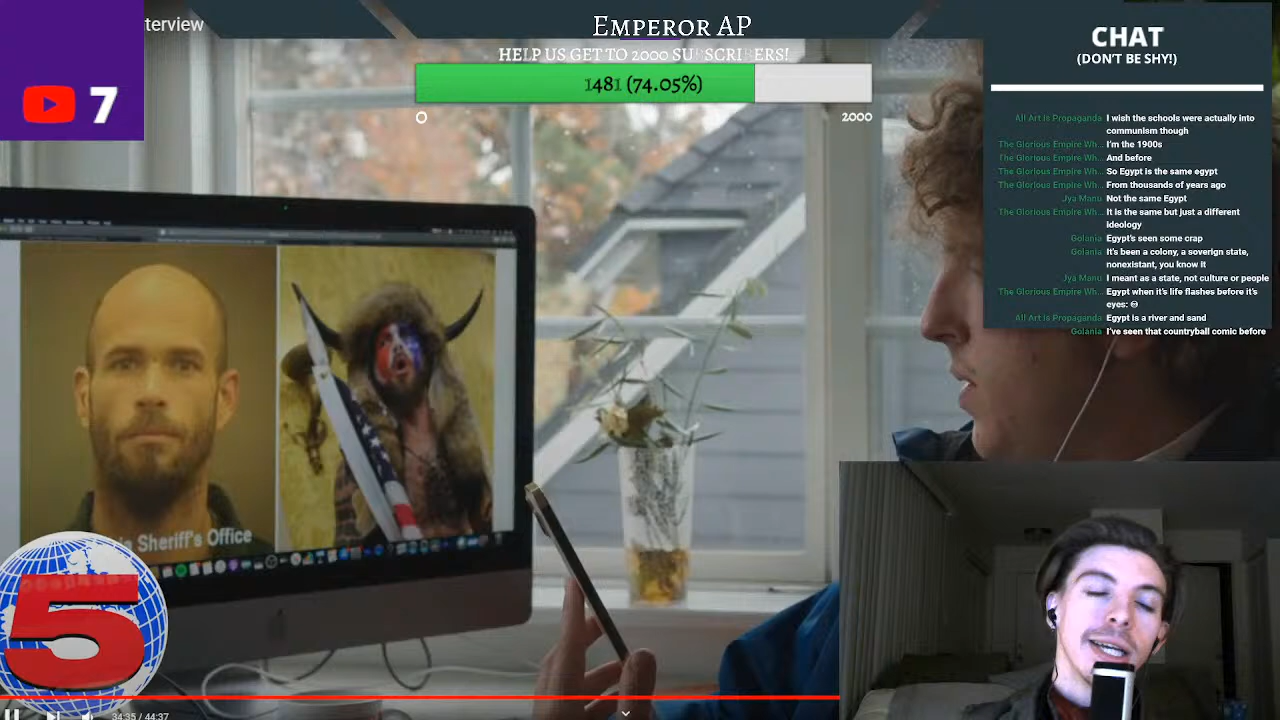 terview
EMPEROR AP
HELP US GET TO 2000 SUBSCRIBERS!
1481 (74.05%)
0
2000
7
CHAT
(DON'T BE SHY!)
All Art Is Propaganda I wish the schools were actually into
communism though
The Glorious Empire Wh... I'm the 1900s
The Glorious Empire Wh... And before
The Glorious Empire Wh... So Egypt is the same egypt
The Glorious Empire Wh... From thousands of years ago
Jya Manu Not the same Egypt
The Glorious Empire Wh... It is the same but just a different
ideology
Golania Egypt's seen some crap
Golania It's been a colony, a soverign state,
nonexistant, you know it
Jya Manu I meant as a state, not culture or people
The Glorious Empire Wh... Egypt when it's life flashes before it's
eyes:
All Art Is Propaganda Egypt is a river and sand
Golania I've seen that countryball comic before
Sheriff's Office
5
34:35 / 44:37